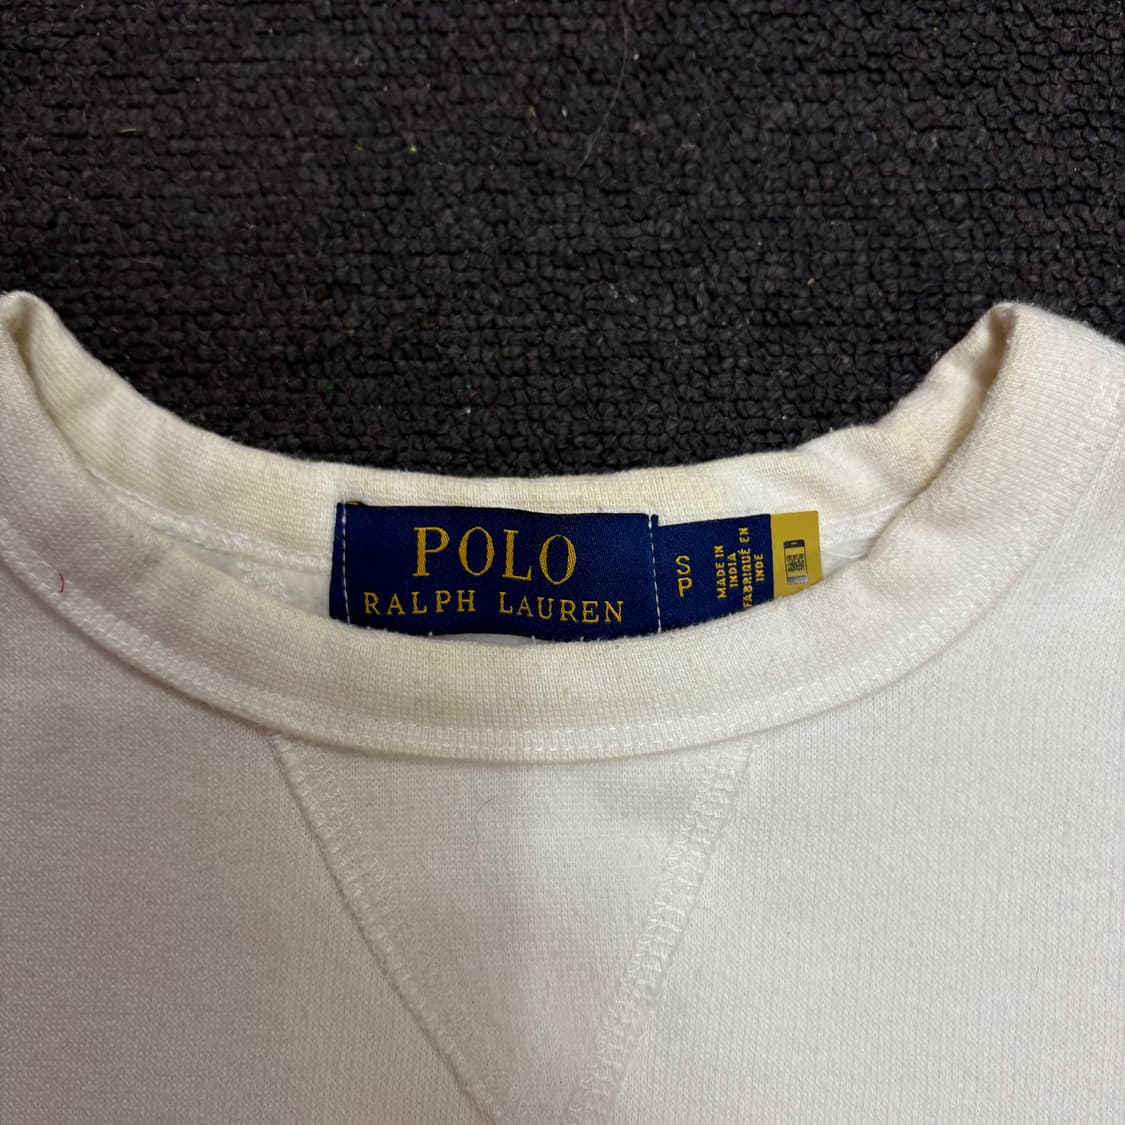 POLO
RALPH LAUREN
S
P
MADE IN
INDIA
FABRIQUÉ EN
INDE